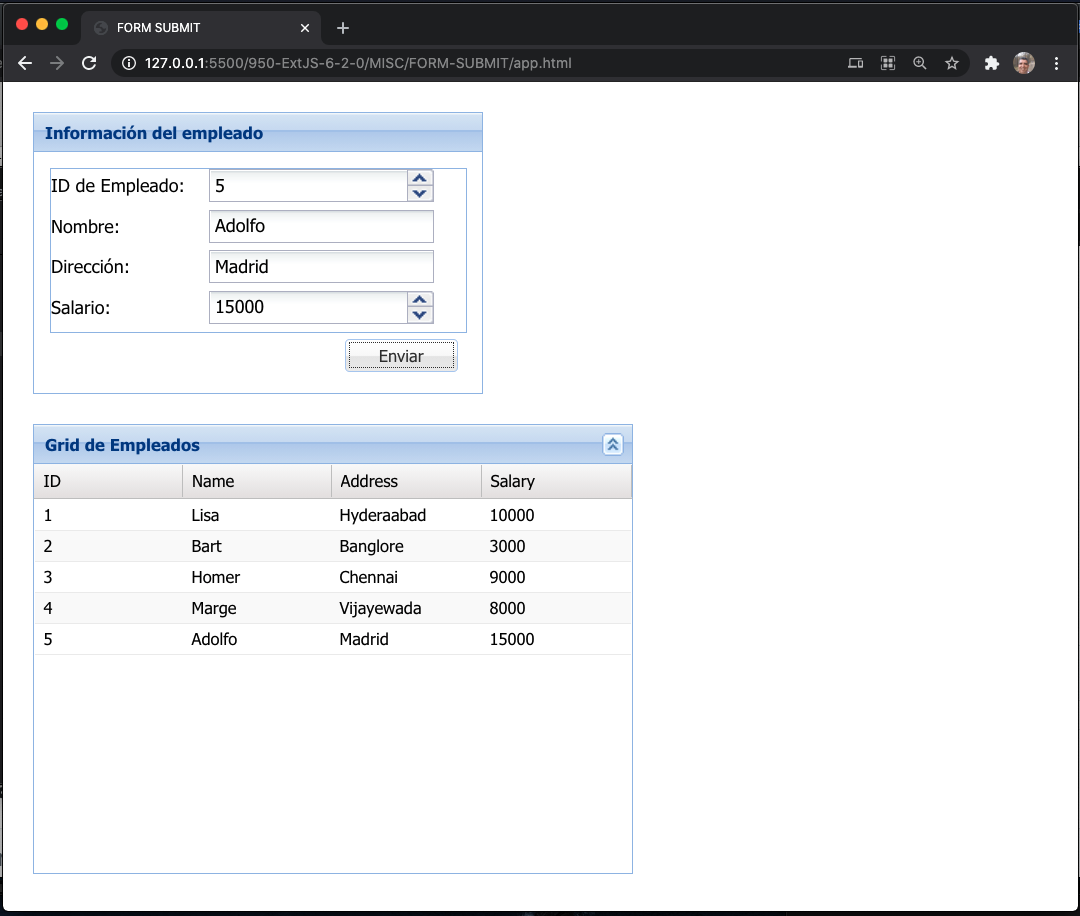 FORM SUBMIT
127.0.0.1:5500/950-ExtJS-6-2-0/MISC/FORM-SUBMIT/app.html
Información del empleado
ID de Empleado: 5
Nombre: Adolfo
Dirección: Madrid
Salario: 15000
Enviar
Grid de Empleados
ID Name Address Salary
1 Lisa Hyderaabad 10000
2 Bart Banglore 3000
3 Homer Chennai 9000
4 Marge Vijayewada 8000
5 Adolfo Madrid 15000